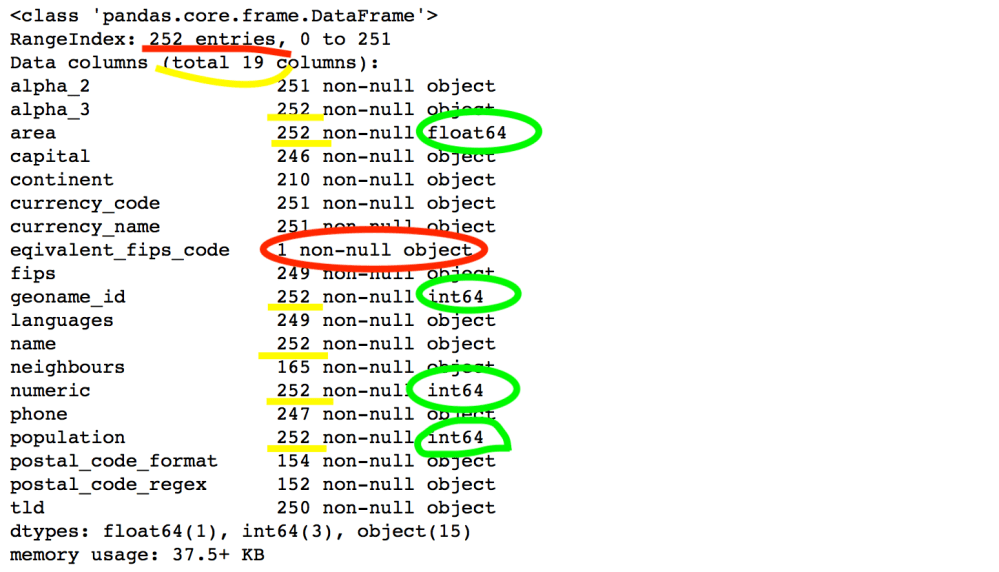 <class 'pandas.core.frame.DataFrame'>
RangeIndex: 252 entries, 0 to 251
Data columns (total 19 columns):
alpha_2 251 non-null object
alpha_3 252 non-null object
area 252 non-null float64
capital 246 non-null object
continent 210 non-null object
currency_code 251 non-null object
currency_name 251 non-null object
eqivalent_fips_code 1 non-null object
fips 249 non-null object
geoname_id 252 non-null int64
languages 249 non-null object
name 252 non-null object
neighbours 165 non-null object
numeric 252 non-null int64
phone 247 non-null object
population 252 non-null int64
postal_code_format 154 non-null object
postal_code_regex 152 non-null object
tld 250 non-null object
dtypes: float64(1), int64(3), object(15)
memory usage: 37.5+ KB